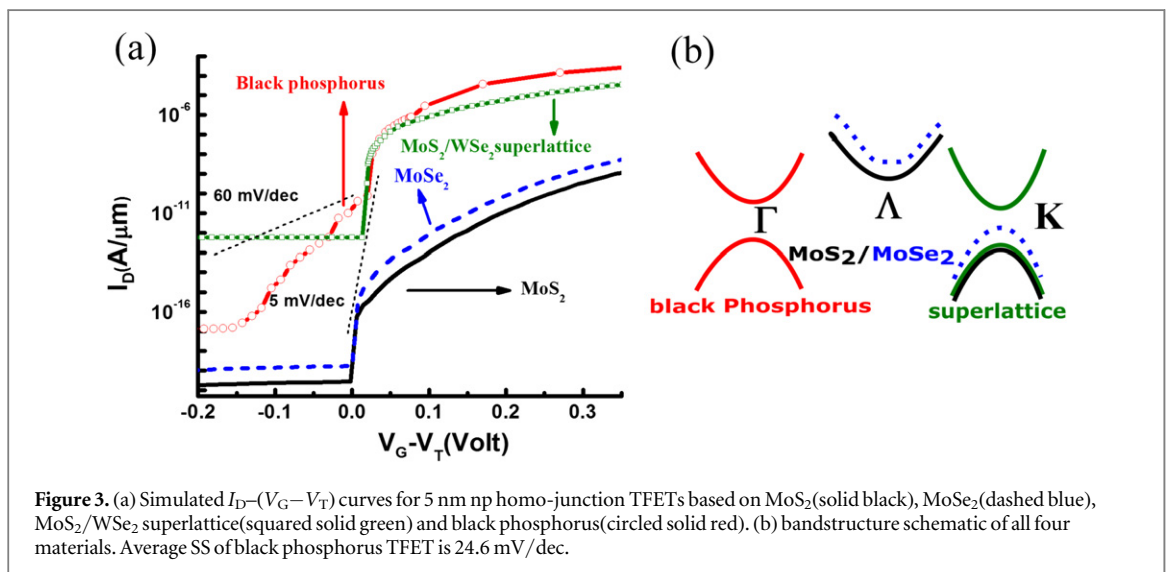 (a)
(b)
Black phosphorus
MoS₂/WSe₂superlattice
60 mV/dec
MoSe₂
5 mV/dec
MoS₂
10⁻⁶
10⁻¹¹
10⁻¹⁶
I_D(A/μm)
-0.2 -0.1 0.0 0.1 0.2 0.3
V_G-V_T(Volt)
Γ
Λ
K
MoS₂/MoSe₂
black Phosphorus
superlattice
Figure 3. (a) Simulated I_D–(V_G−V_T) curves for 5 nm np homo-junction TFETs based on MoS₂(solid black), MoSe₂(dashed blue),
MoS₂/WSe₂ superlattice(squared solid green) and black phosphorus(circled solid red). (b) bandstructure schematic of all four
materials. Average SS of black phosphorus TFET is 24.6 mV/dec.